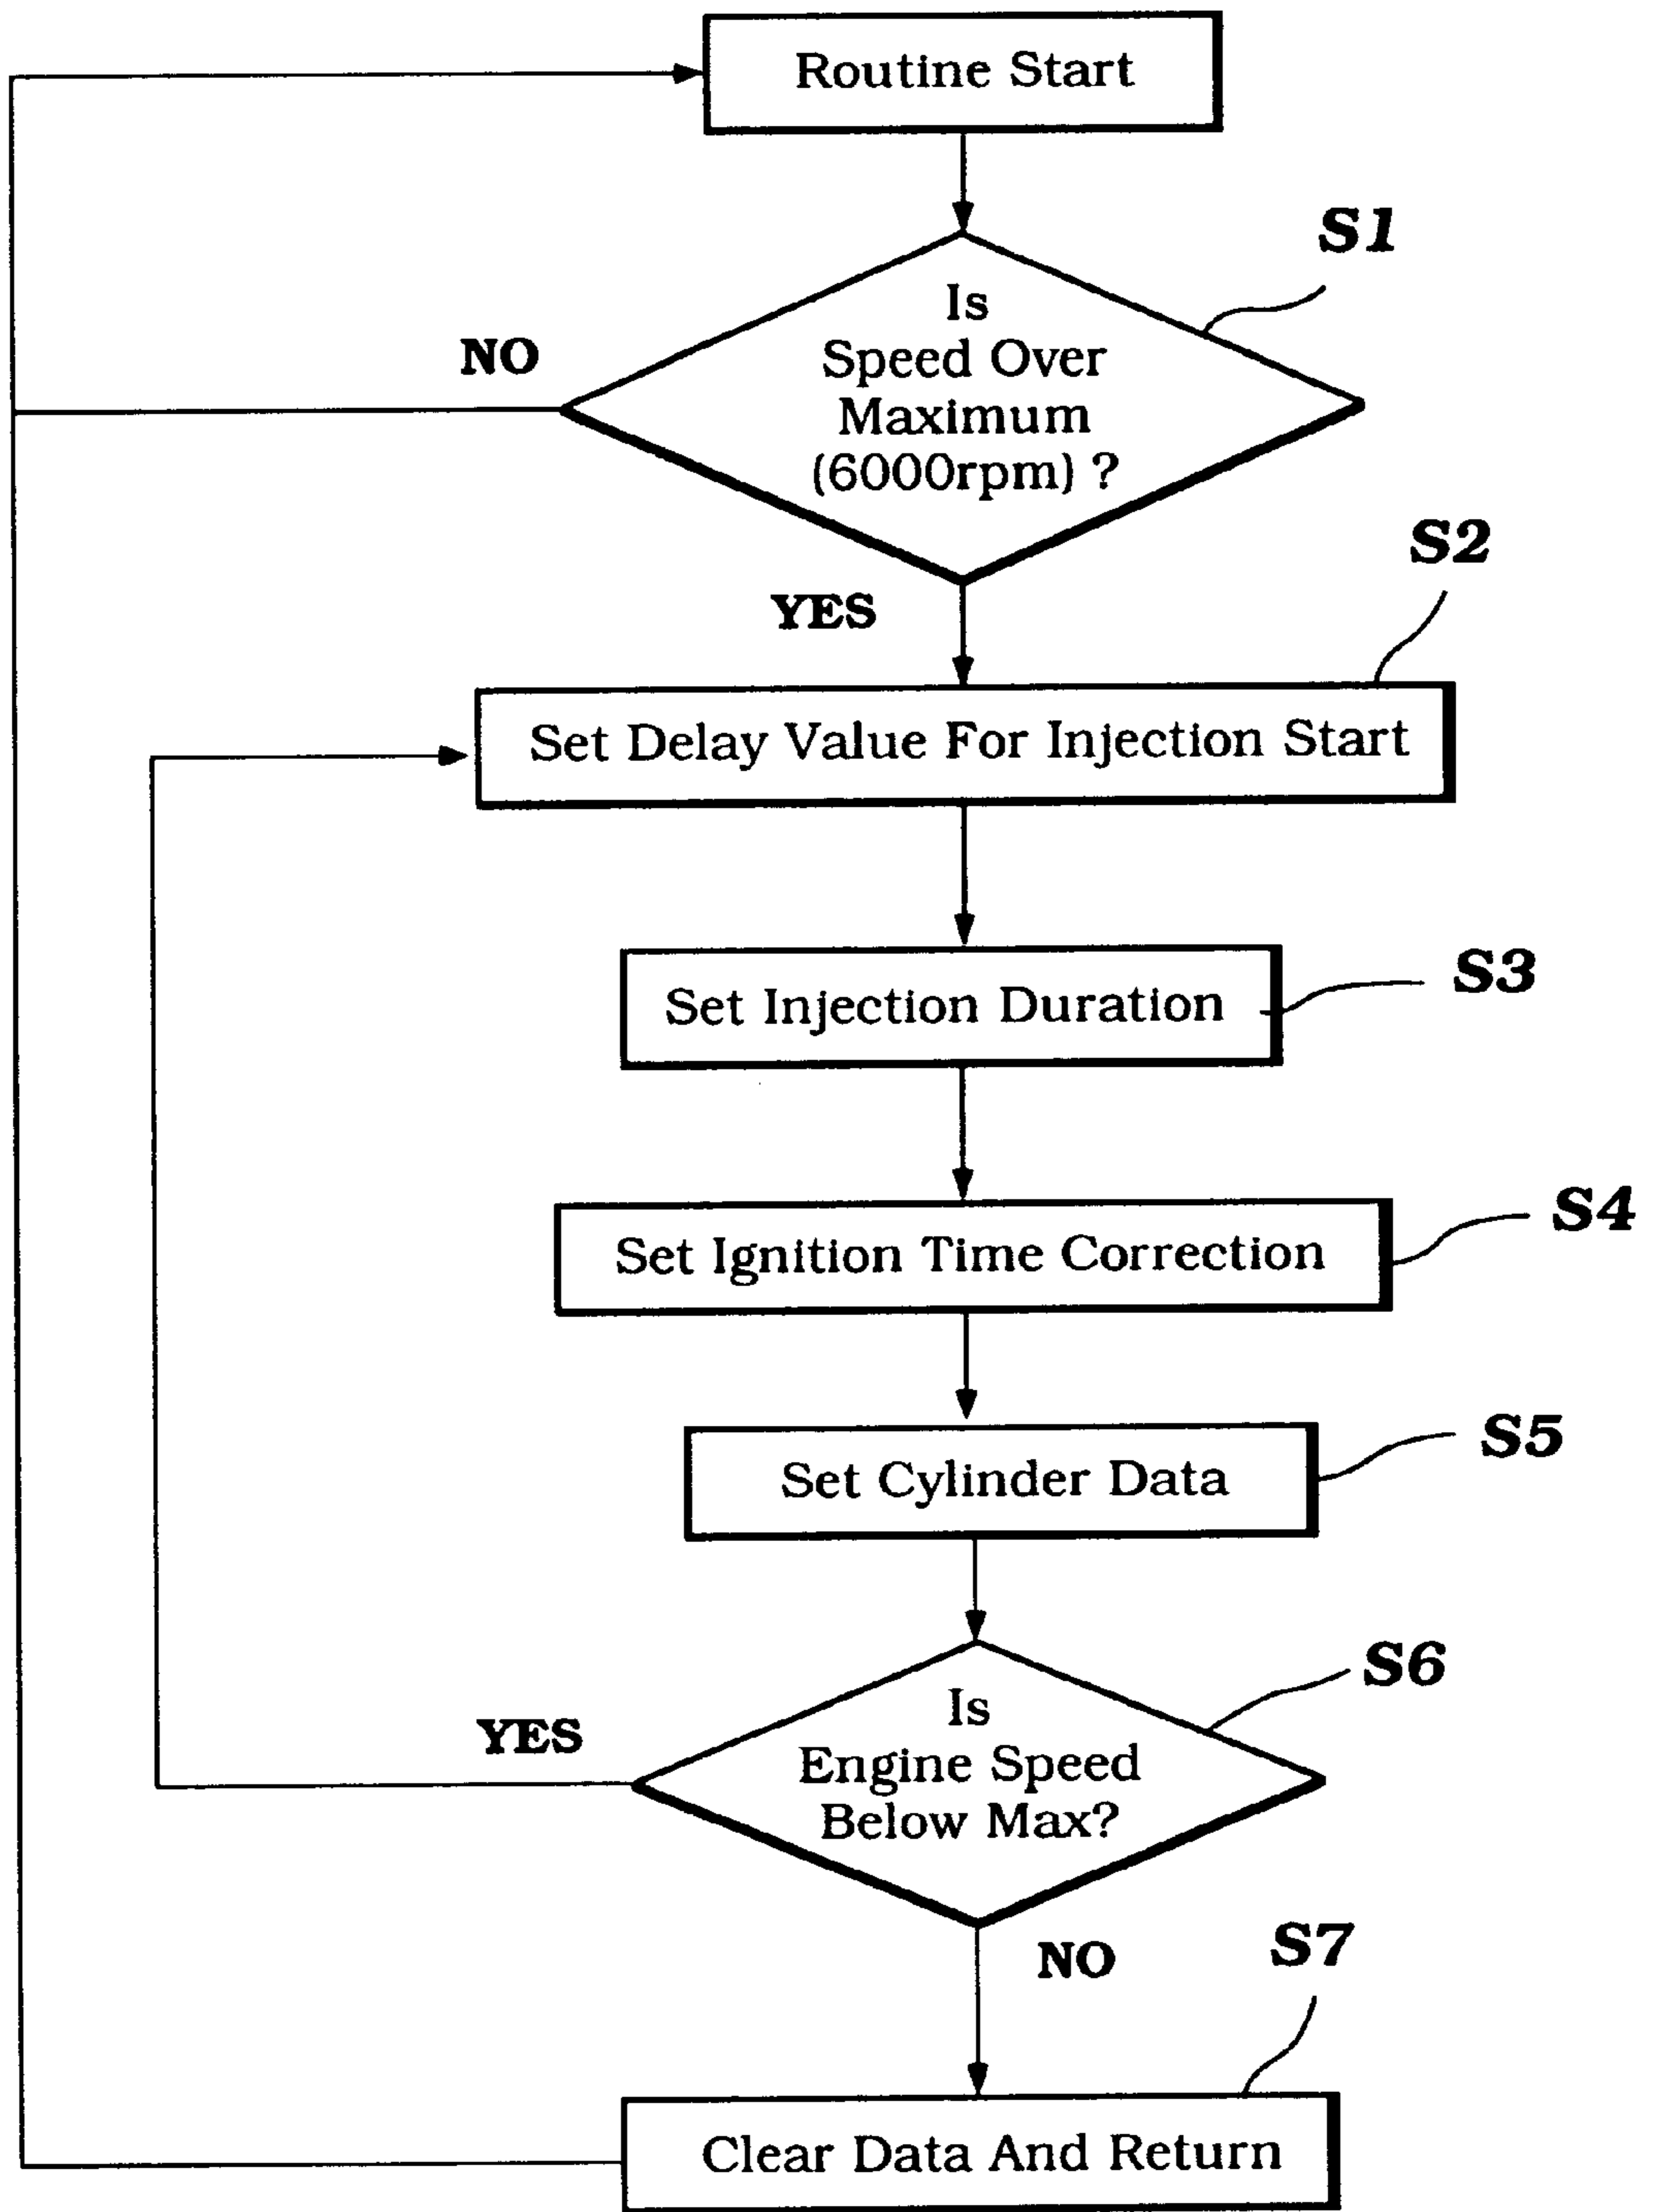 Routine Start
S1
Is
Speed Over
Maximum
(6000rpm) ?
NO
YES
S2
Set Delay Value For Injection Start
Set Injection Duration
S3
Set Ignition Time Correction
S4
Set Cylinder Data
S5
Is
Engine Speed
Below Max?
S6
YES
NO
S7
Clear Data And Return